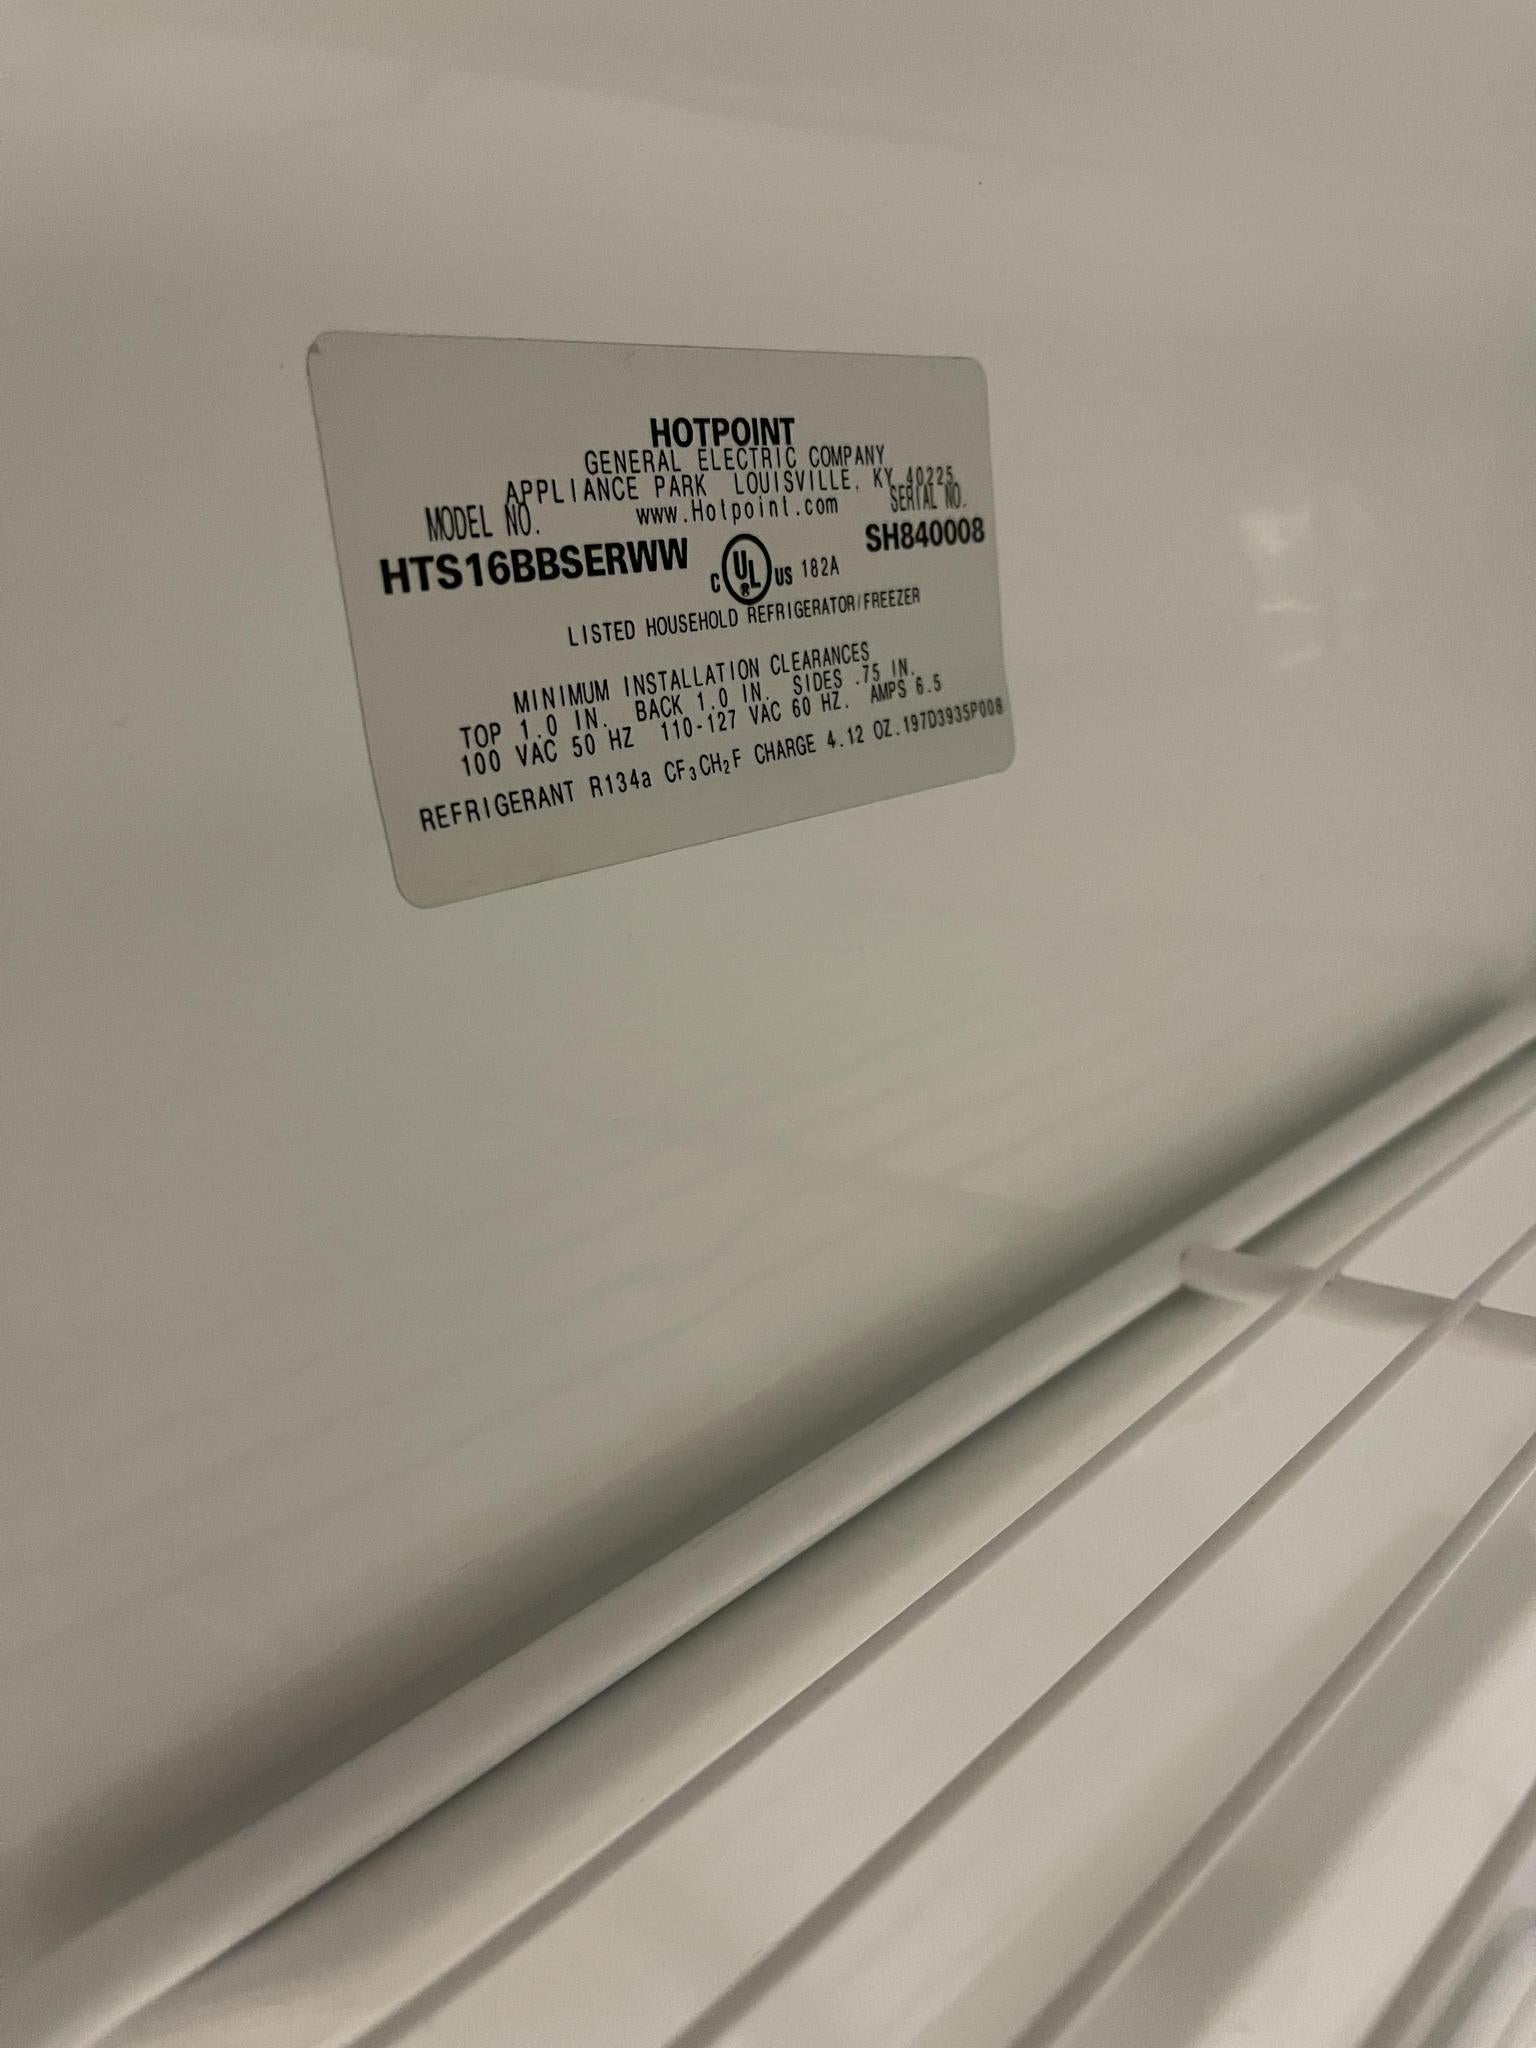 HOTPOINT
GENERAL ELECTRIC COMPANY
APPLIANCE PARK LOUISVILLE, KY 40225
MODEL NO. www.Hotpoint.com SERIAL NO.
HTS16BBSERWW C UL R US 182A SH840008
LISTED HOUSEHOLD REFRIGERATOR/FREEZER
MINIMUM INSTALLATION CLEARANCES
TOP 1.0 IN. BACK 1.0 IN. SIDES .75 IN.
100 VAC 50 HZ 110-127 VAC 60 HZ. AMPS 6.5
REFRIGERANT R134a CF₃CH₂F CHARGE 4.12 OZ. 197D3935P008